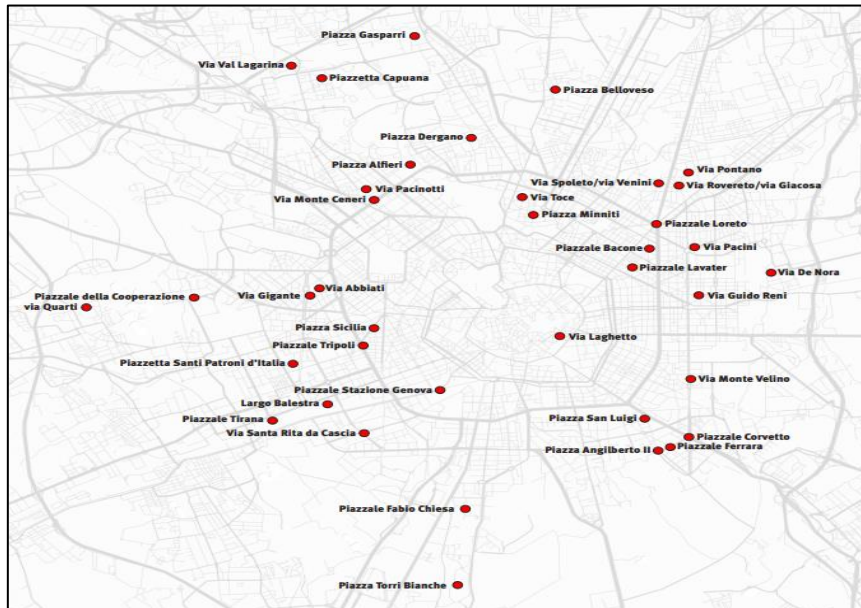 Piazza Gasparri
Via Val Lagarina
Piazzetta Capuana
Piazza Belloveso
Piazza Dergano
Piazza Alfieri
Via Pontano
Via Spoleto/via Venini
Via Rovereto/via Giacosa
Via Pacinotti
Via Toce
Via Monte Ceneri
Piazza Minniti
Piazzale Loreto
Piazzale Bacone
Via Pacini
Piazzale Lavater
Via De Nora
Via Abbiati
Piazzale della Cooperazione
Via Gigante
Via Guido Reni
via Quarti
Piazza Sicilia
Via Laghetto
Piazzale Tripoli
Piazzetta Santi Patroni d'Italia
Via Monte Velino
Piazzale Stazione Genova
Largo Balestra
Piazzale Tirana
Piazza San Luigi
Via Santa Rita da Cascia
Piazzale Corvetto
Piazzale Ferrara
Piazza Angilberto II
Piazzale Fabio Chiesa
Piazza Torri Bianche